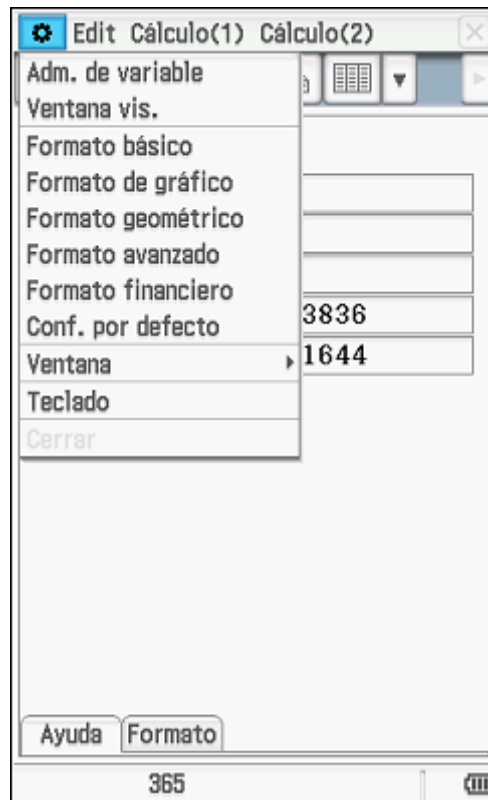 Edit Cálculo(1) Cálculo(2)
Adm. de variable
Ventana vis.
Formato básico
Formato de gráfico
Formato geométrico
Formato avanzado
Formato financiero
3836
Conf. por defecto
Ventana
1644
Teclado
Cerrar
Ayuda Formato
365